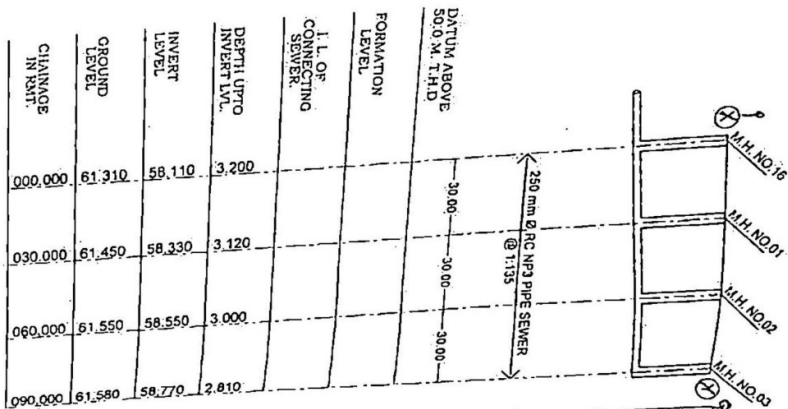 M.H. NO.16
M.H. NO.01
M.H. NO.02
M.H. NO.03
250 mm Ø RC NP3 PIPE SEWER
@ 1:135
DATUM ABOVE
50.0 M. T.H.D
30.00 30.00 30.00
FORMATION
LEVEL
I. L. OF
CONNECTING
SEWER.
DEPTH UPTO
INVERT LVL.
3.200 3.120 3.000 2.810
INVERT
LEVEL
58.110 58.330 58.550 58.770
GROUND
LEVEL
61.310 61.450 61.550 61.580
CHAINAGE
IN RMT.
000.000 030.000 060.000 090.000